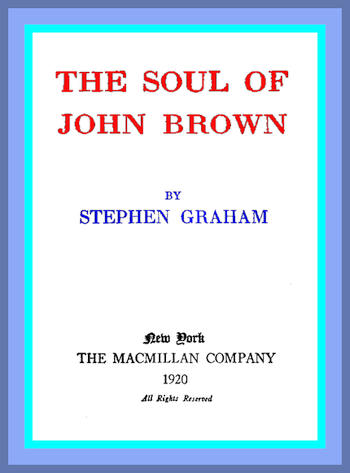 THE SOUL OF
JOHN BROWN
BY
STEPHEN GRAHAM
New York
THE MACMILLAN COMPANY
1920
All Rights Reserved